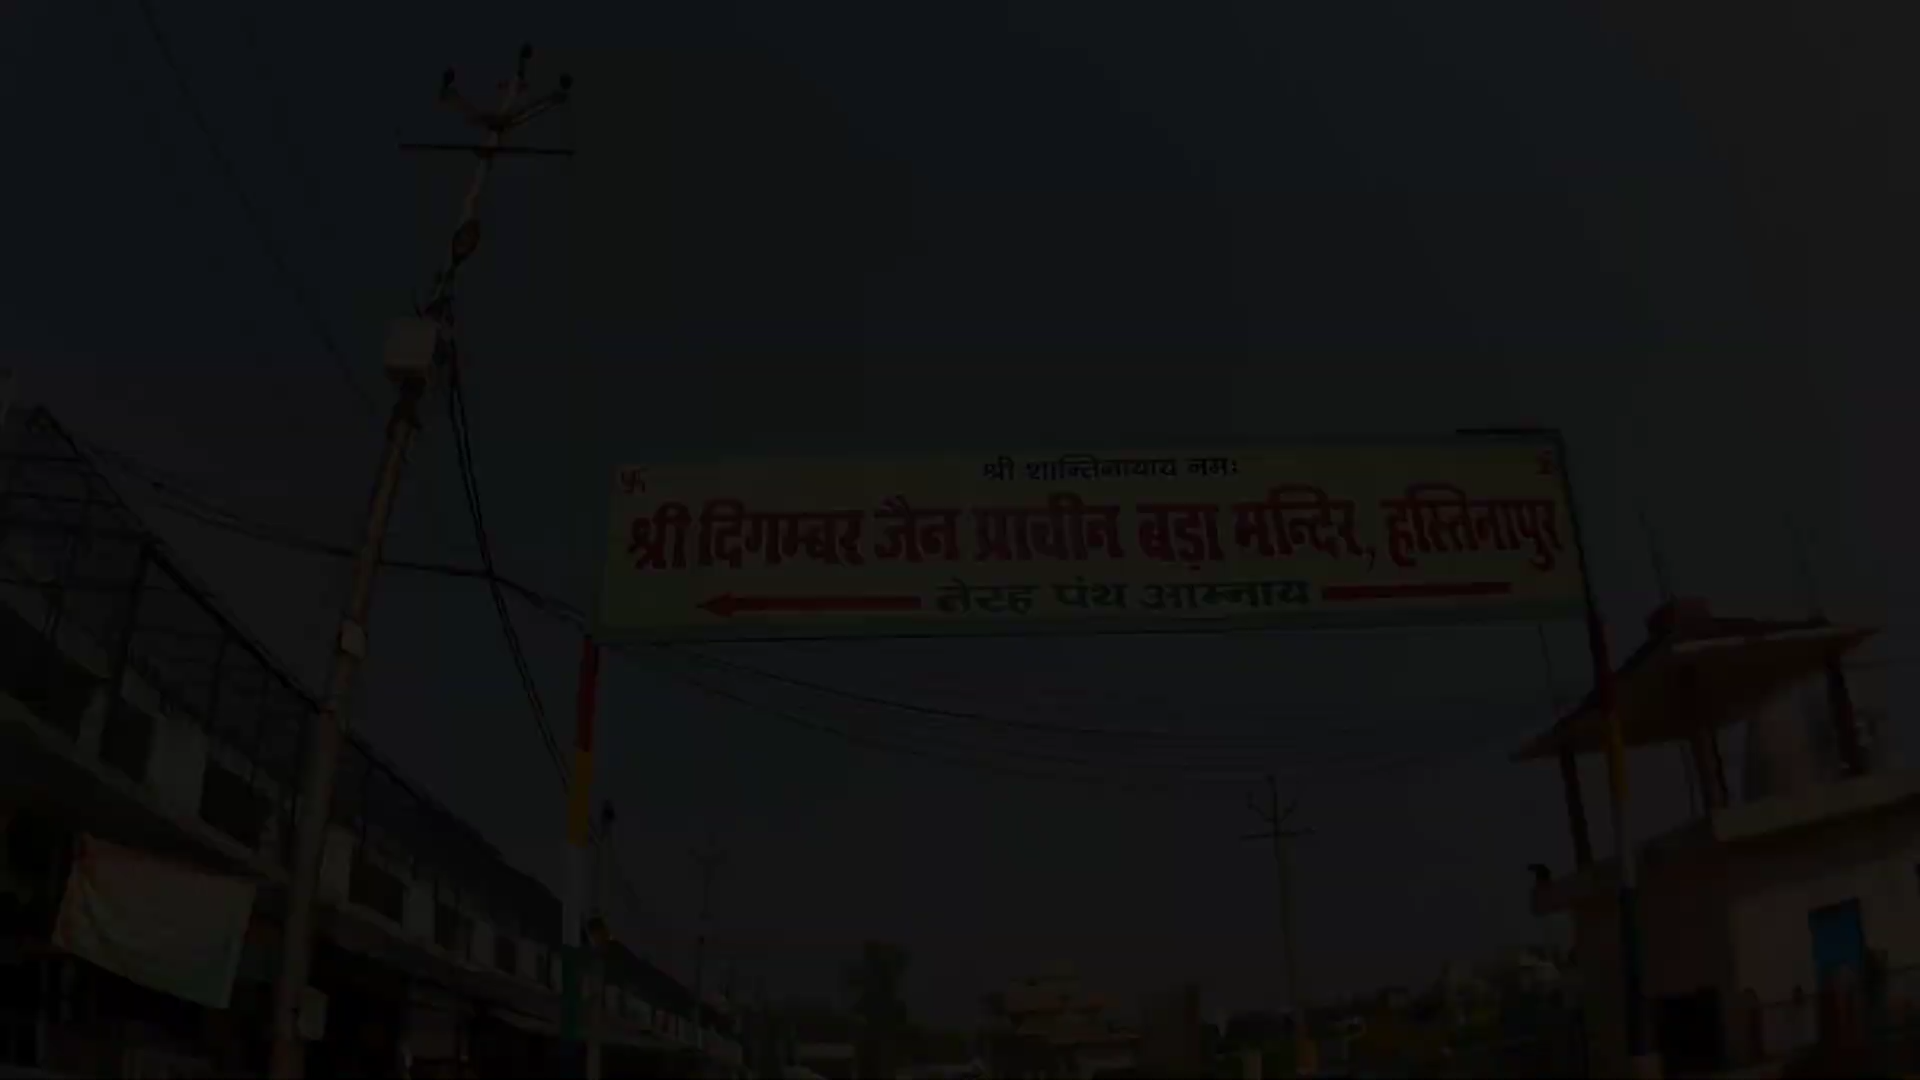 श्री शान्तिनाथाय नमः
श्री दिगम्बर जैन प्राचीन बड़ा मन्दिर, हस्तिनापुर
तेरह पंथ आम्नाय